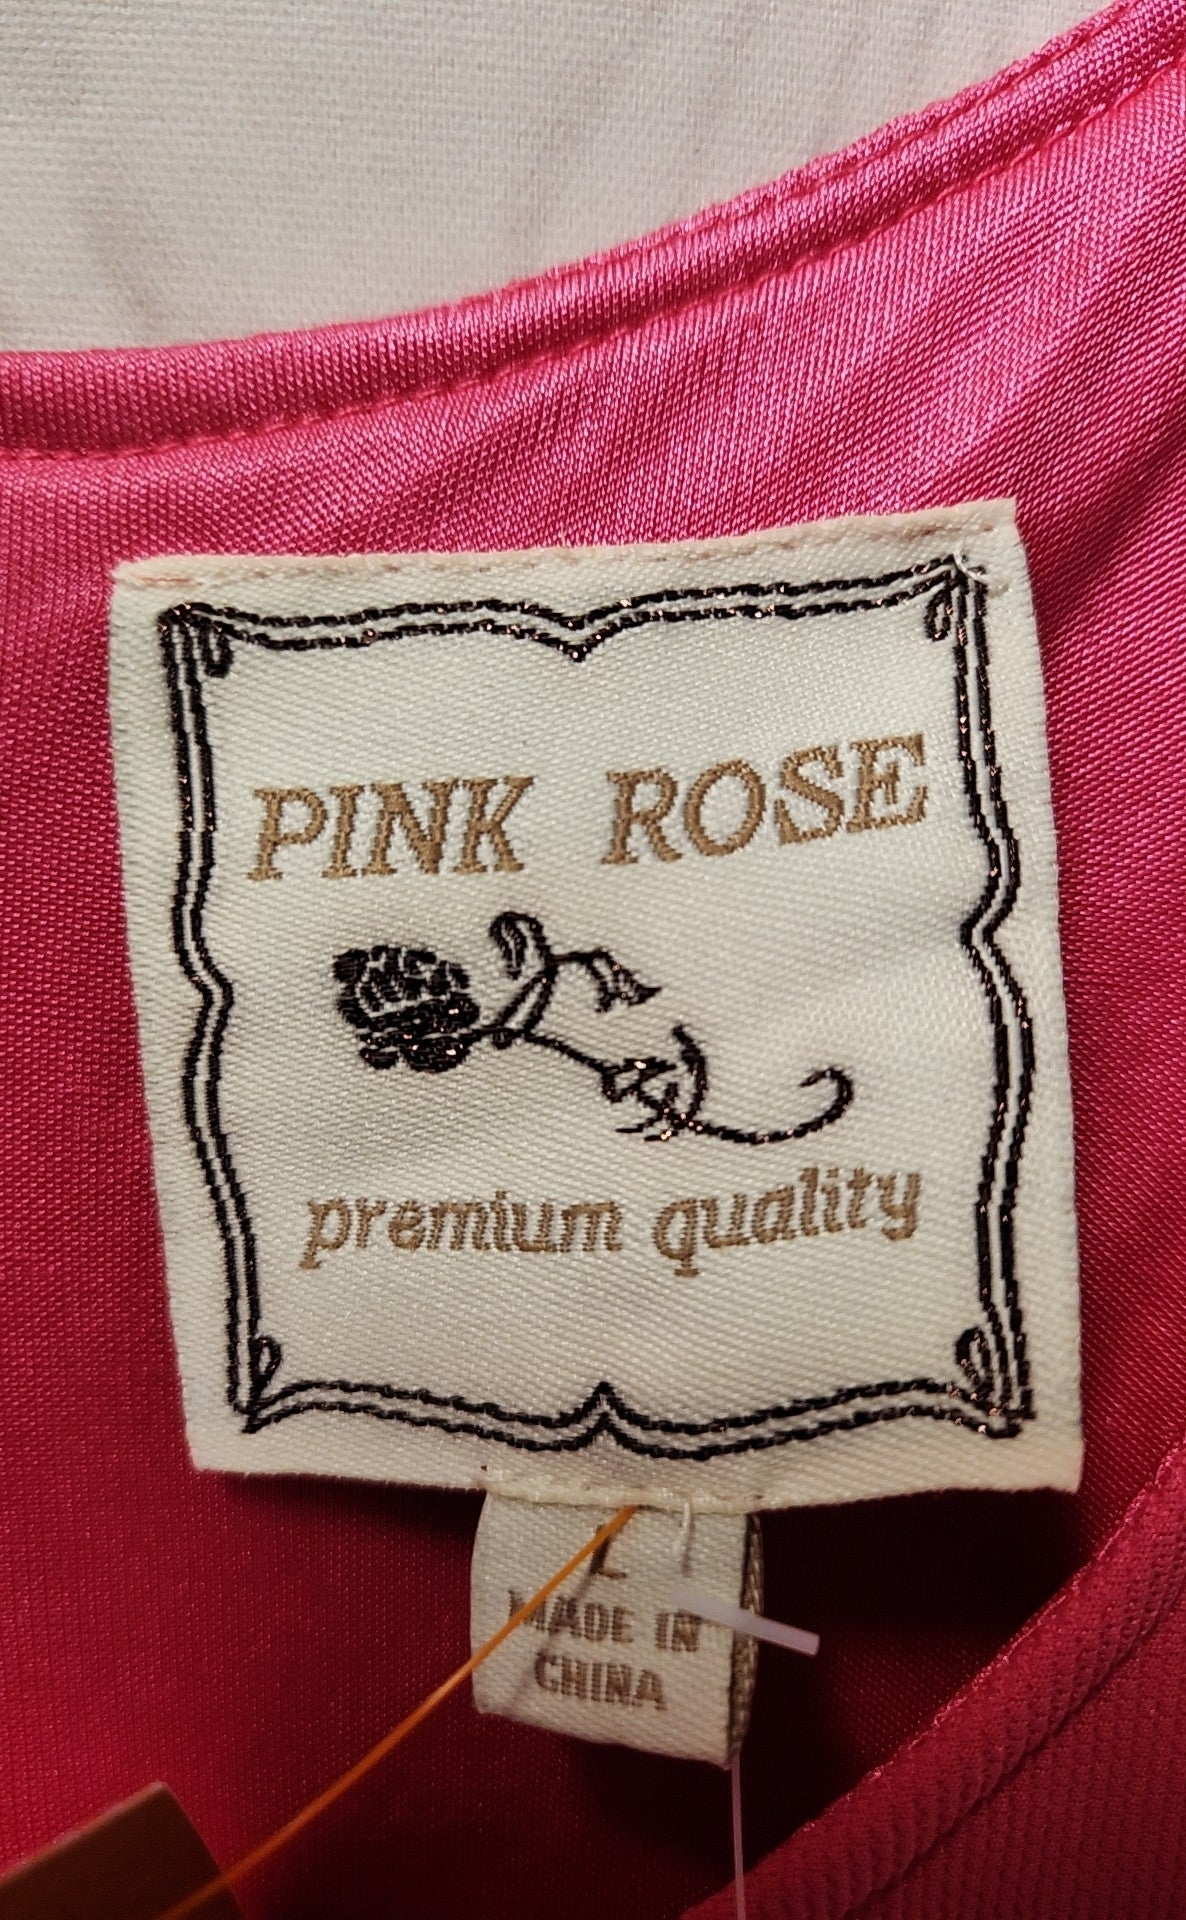 PINK ROSE
premium quality
L
MADE IN
CHINA